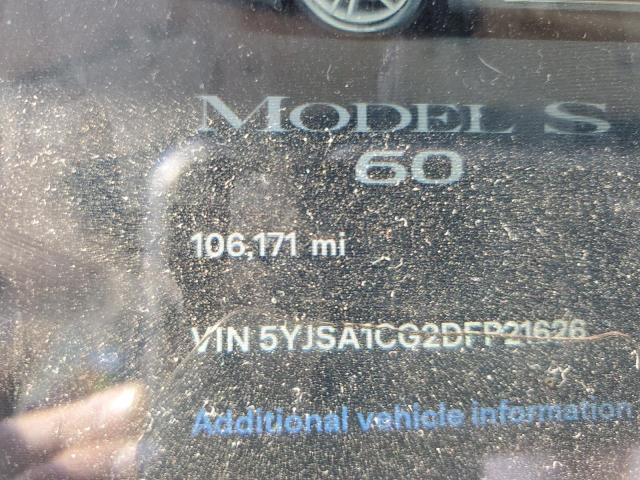 MODEL S
60
106,171 mi
VIN 5YJSA1CG2DFP21626
Additional vehicle information